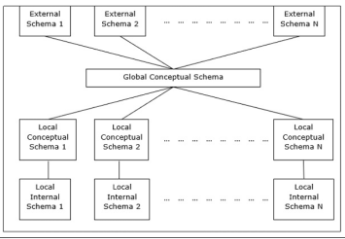 External External External
Schema 1 Schema 2 ... ... ... ... ... ... ... Schema N
Global Conceptual Schema
Local Local Local
Conceptual Conceptual ... ... ... ... ... ... ... Conceptual
Schema 1 Schema 2 Schema N
Local Local Local
Internal Internal ... ... ... ... ... ... ... Internal
Schema 1 Schema 2 Schema N